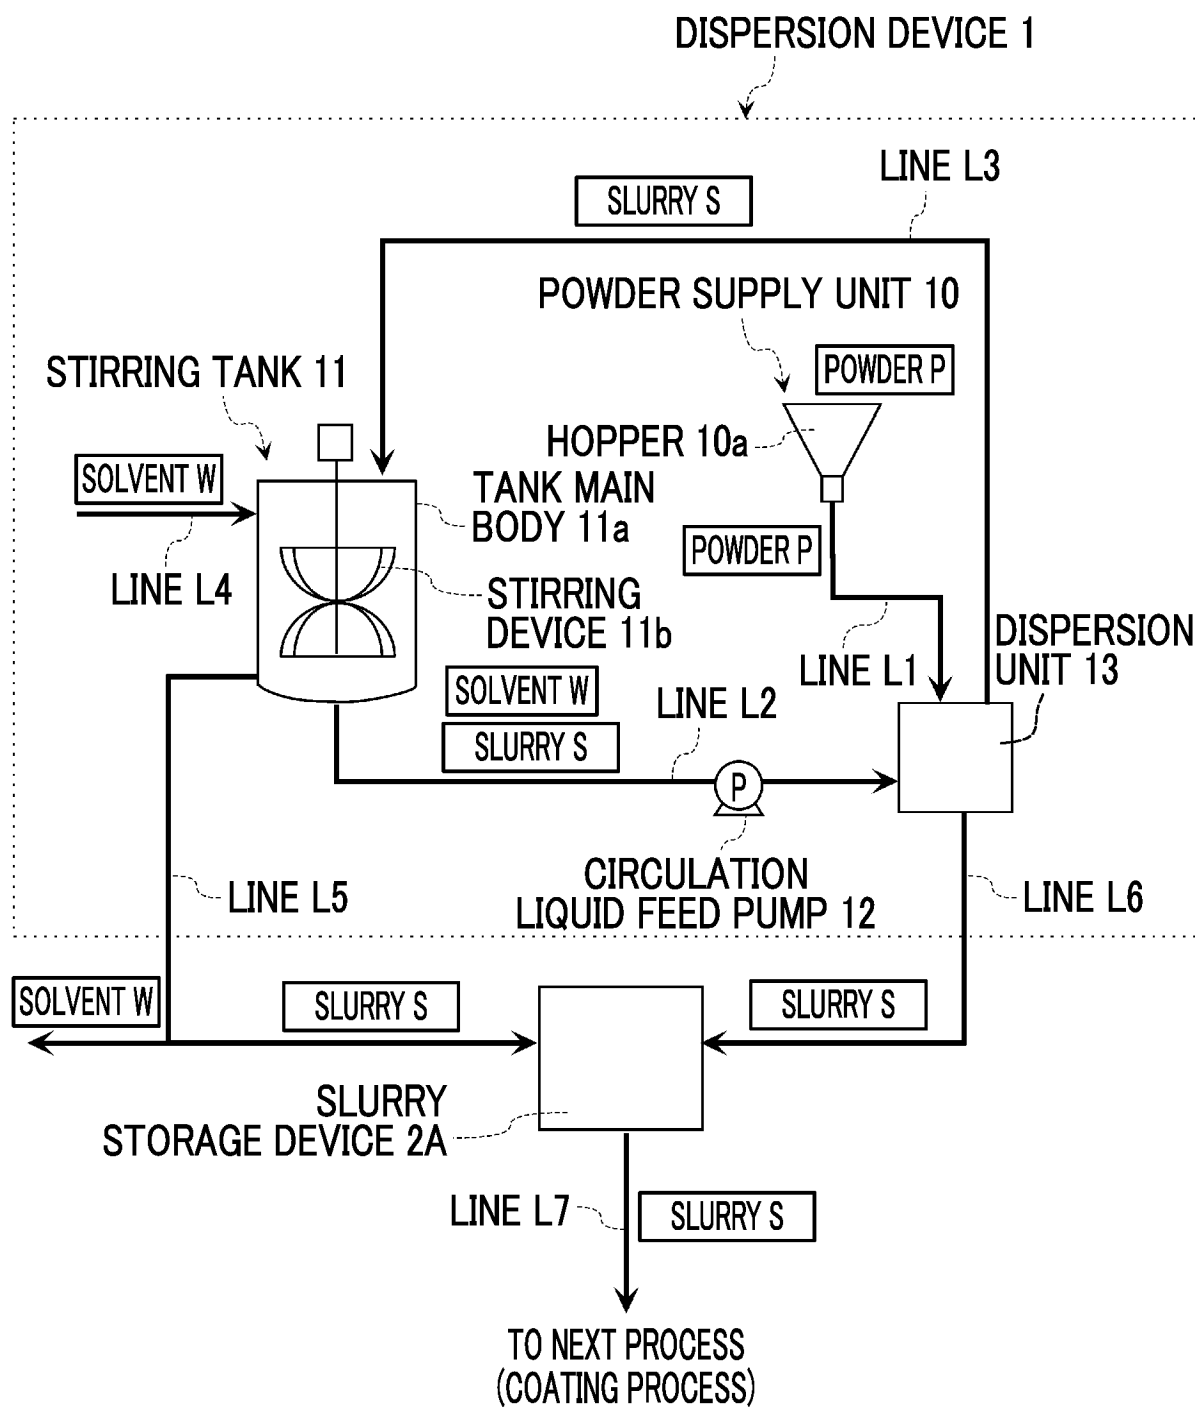 DISPERSION DEVICE 1
LINE L3
SLURRY S
POWDER SUPPLY UNIT 10
STIRRING TANK 11
POWDER P
HOPPER 10a
SOLVENT W
TANK MAIN
BODY 11a
POWDER P
LINE L4
STIRRING
DEVICE 11b
DISPERSION
UNIT 13
LINE L1
SOLVENT W
LINE L2
SLURRY S
P
CIRCULATION
LIQUID FEED PUMP 12
LINE L5
LINE L6
SOLVENT W
SLURRY S
SLURRY S
SLURRY
STORAGE DEVICE 2A
LINE L7
SLURRY S
TO NEXT PROCESS
(COATING PROCESS)